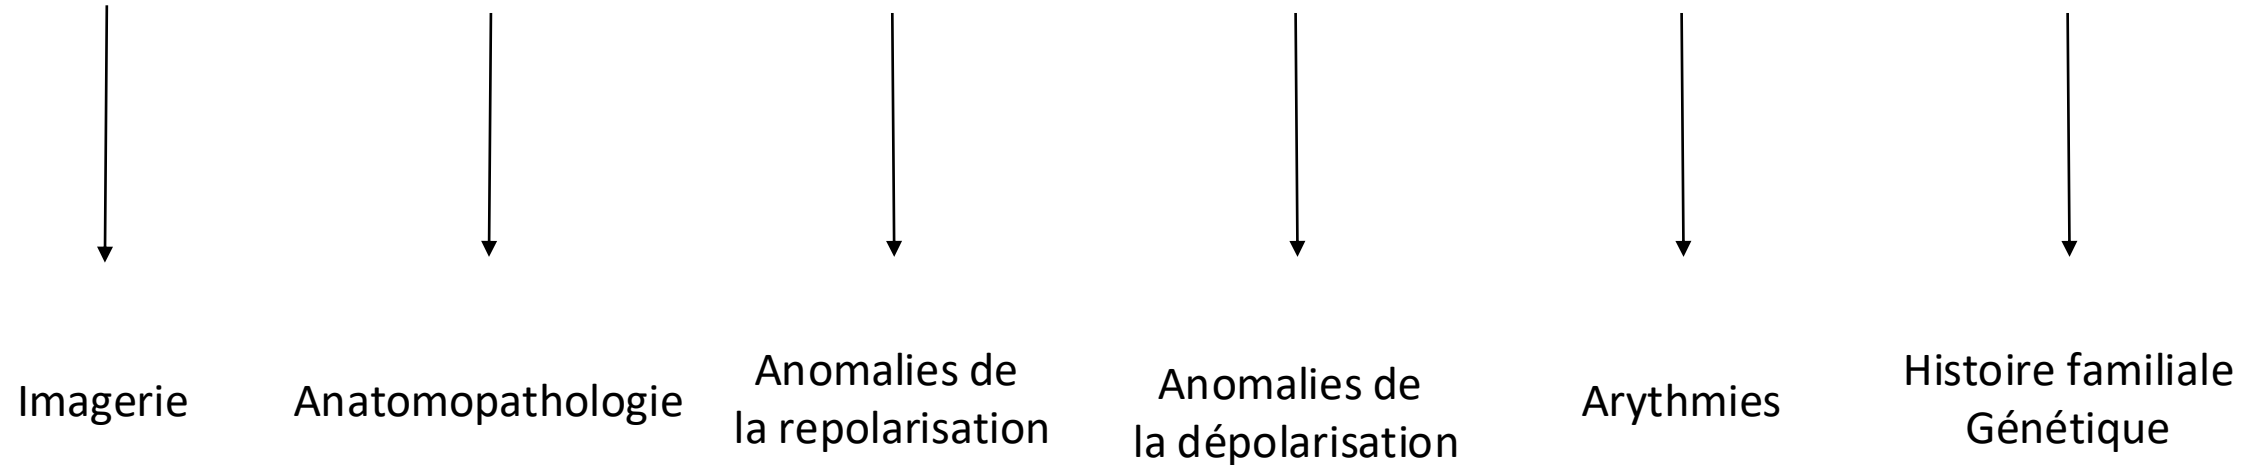 Imagerie
Anatomopathologie
Anomalies de
la repolarisation
Anomalies de
la dépolarisation
Arythmies
Histoire familiale
Génétique